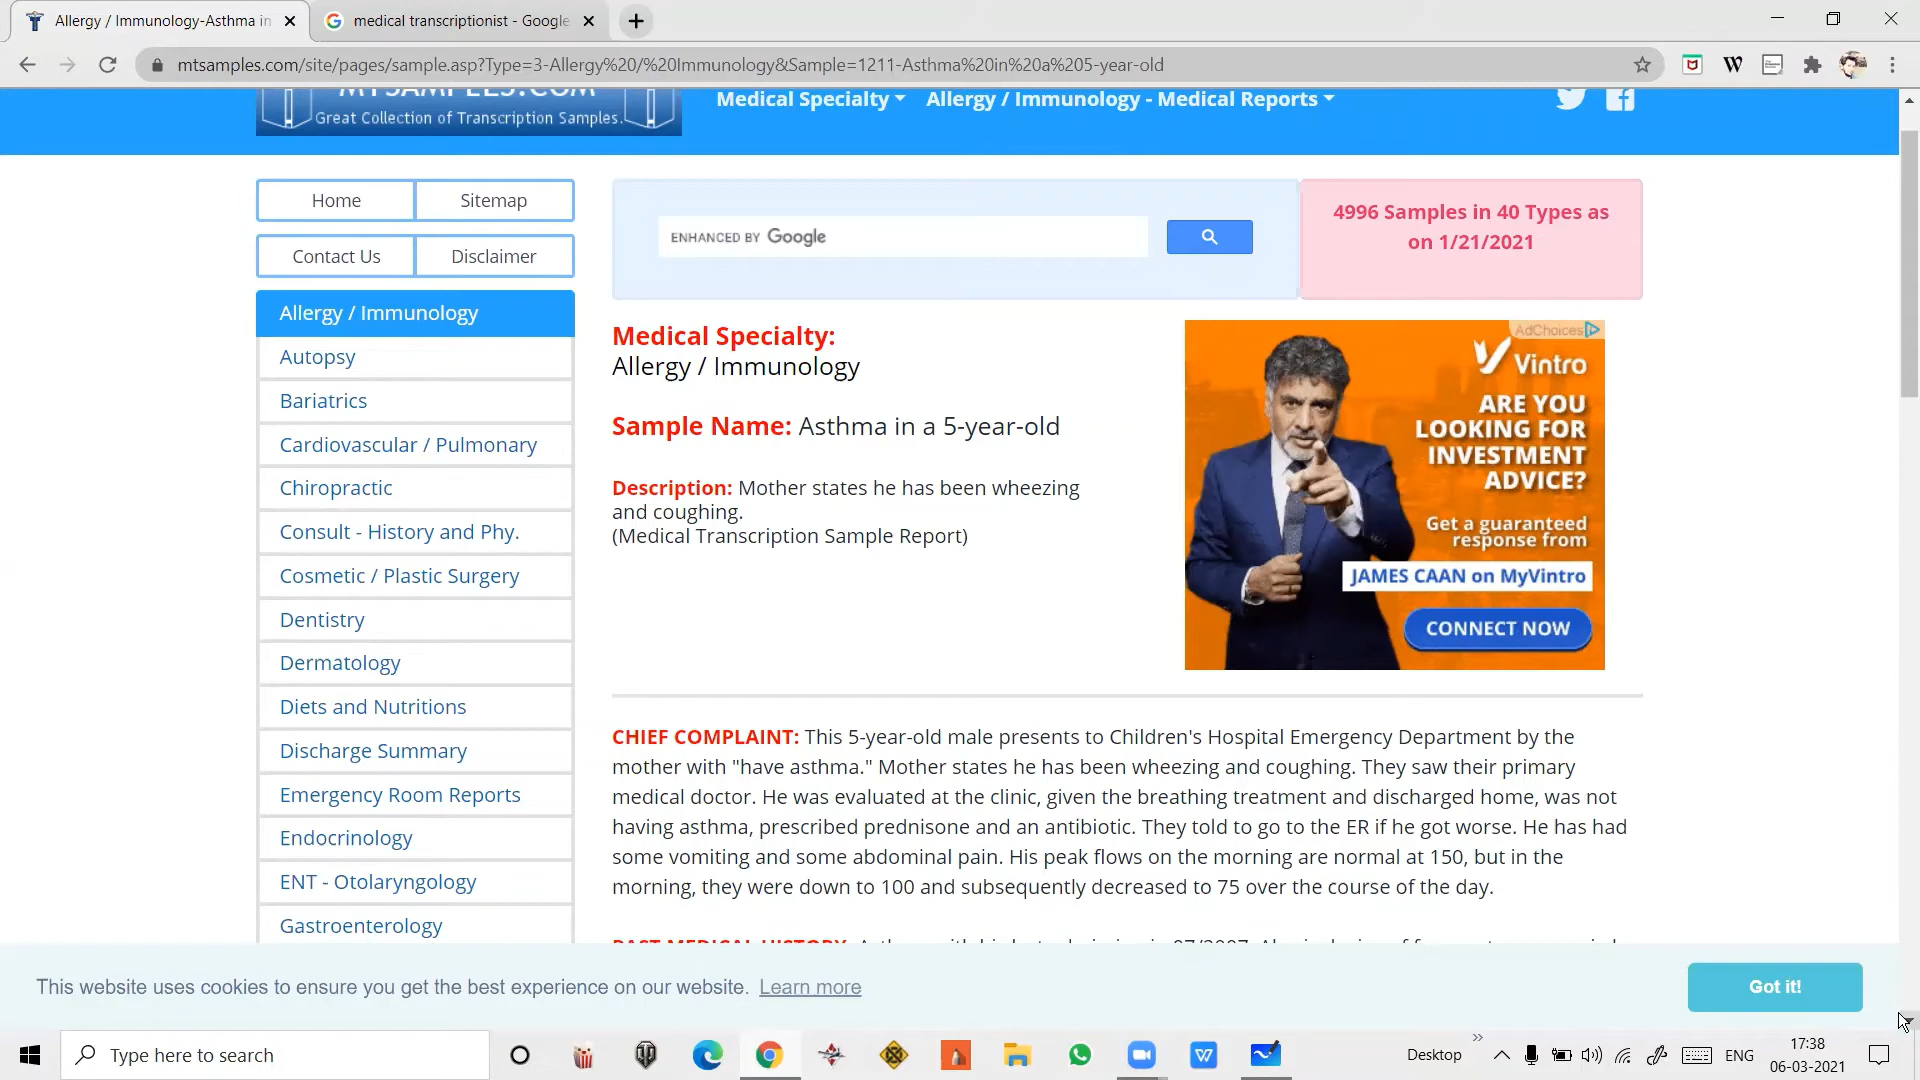 Allergy / Immunology-Asthma in
medical transcriptionist - Google
mtsamples.com/site/pages/sample.asp?Type=3-Allergy%20/%20Immunology&Sample=1211-Asthma%20in%20a%205-year-old
MTSAMPLES.COM
Great Collection of Transcription Samples.
Medical Specialty
Allergy / Immunology - Medical Reports
Home
Sitemap
Contact Us
Disclaimer
Allergy / Immunology
Autopsy
Bariatrics
Cardiovascular / Pulmonary
Chiropractic
Consult - History and Phy.
Cosmetic / Plastic Surgery
Dentistry
Dermatology
Diets and Nutritions
Discharge Summary
Emergency Room Reports
Endocrinology
ENT - Otolaryngology
Gastroenterology
ENHANCED BY Google
4996 Samples in 40 Types as
on 1/21/2021
Medical Specialty:
Allergy / Immunology
Sample Name: Asthma in a 5-year-old
Description: Mother states he has been wheezing
and coughing.
(Medical Transcription Sample Report)
AdChoices
Vintro
ARE YOU
LOOKING FOR
INVESTMENT
ADVICE?
Get a guaranteed
response from
JAMES CAAN on MyVintro
CONNECT NOW
CHIEF COMPLAINT: This 5-year-old male presents to Children's Hospital Emergency Department by the
mother with "have asthma." Mother states he has been wheezing and coughing. They saw their primary
medical doctor. He was evaluated at the clinic, given the breathing treatment and discharged home, was not
having asthma, prescribed prednisone and an antibiotic. They told to go to the ER if he got worse. He has had
some vomiting and some abdominal pain. His peak flows on the morning are normal at 150, but in the
morning, they were down to 100 and subsequently decreased to 75 over the course of the day.
PAST MEDICAL HISTORY:
This website uses cookies to ensure you get the best experience on our website. Learn more
Got it!
Type here to search
Desktop
ENG
17:38
06-03-2021